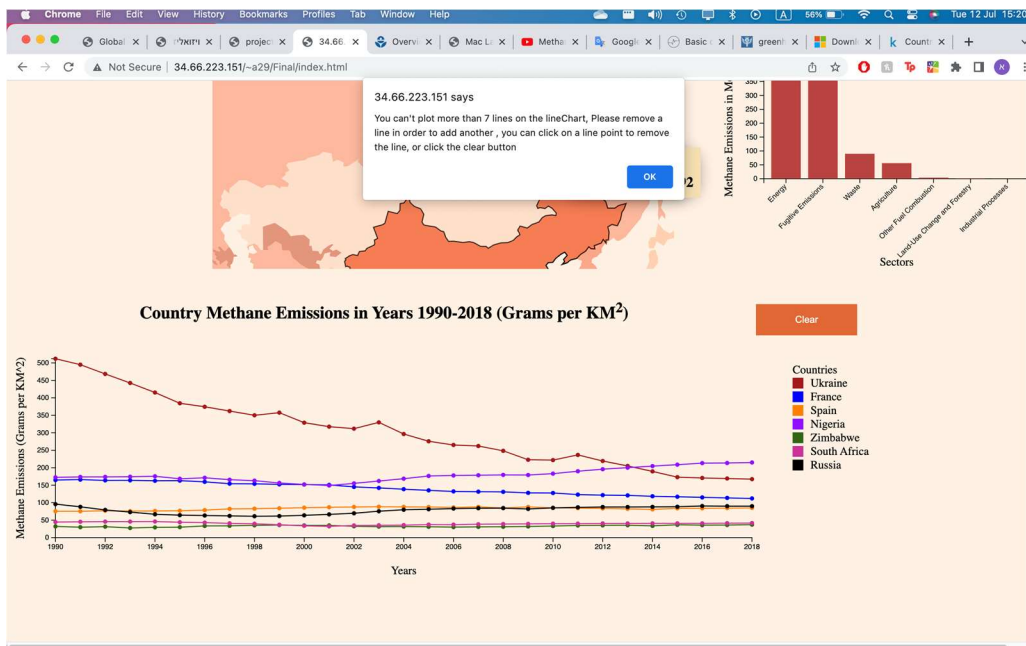 Chrome File Edit View History Bookmarks Profiles Tab Window Help A 56% Tue 12 Jul 15:20
Global X 34.66. X Overvi X Mac La X Methan X Google X Basic X greenh X Downl X Countr X +
Not Secure 34.66.223.151/~a29/Final/index.html
34.66.223.151 says
You can't plot more than 7 lines on the lineChart, Please remove a
line in order to add another , you can click on a line point to remove
the line, or click the clear button
OK
Methane Emissions in
350
300
250
200
150
100
50
0
Energy
Fugitive Emissions
Waste
Agriculture
Other Fuel Combustion
Land-Use Change and Forestry
Industrial Processes
Sectors
Country Methane Emissions in Years 1990-2018 (Grams per KM2)
Clear
Methane Emissions (Grams per KM^2)
500
450
400
350
300
250
200
150
100
50
0
1990 1992 1994 1996 1998 2000 2002 2004 2006 2008 2010 2012 2014 2016 2018
Years
Countries
Ukraine
France
Spain
Nigeria
Zimbabwe
South Africa
Russia